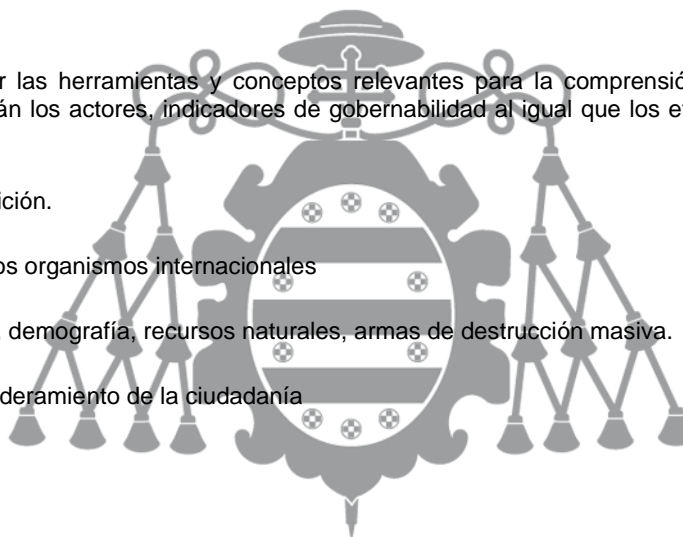 r las herramientas y conceptos relevantes para la comprensió
án los actores, indicadores de gobernabilidad al igual que los e
ición.
os organismos internacionales
demografía, recursos naturales, armas de destrucción masiva.
deramiento de la ciudadanía